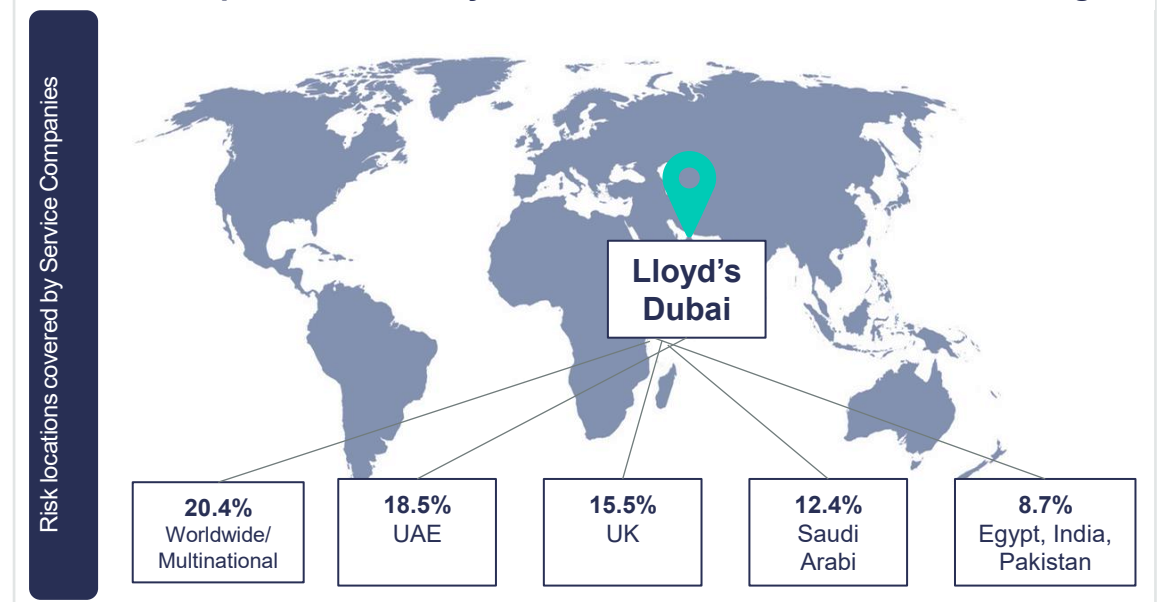 Risk locations covered by Service Companies
Lloyd's
Dubai
20.4%
Worldwide/
Multinational
18.5%
UAE
15.5%
UK
12.4%
Saudi
Arabi
8.7%
Egypt, India,
Pakistan